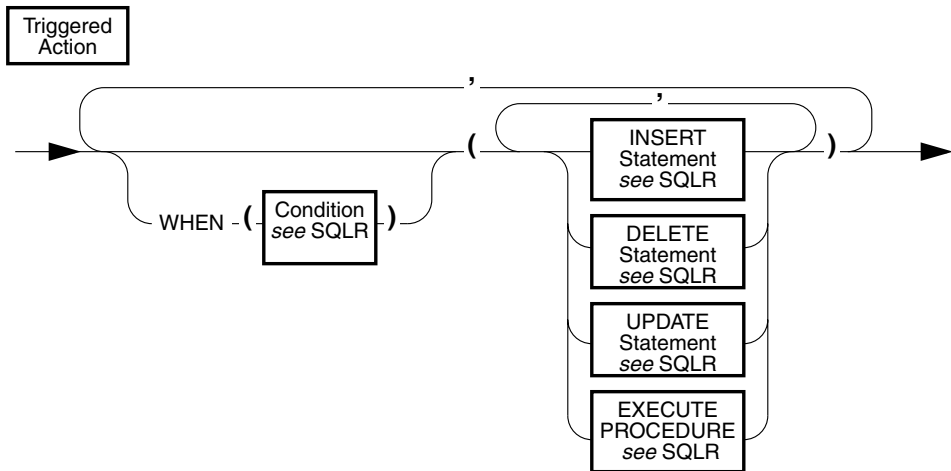 Triggered
Action
,
,
(
INSERT
Statement
see SQLR
)
WHEN
(
Condition
see SQLR
)
DELETE
Statement
see SQLR
UPDATE
Statement
see SQLR
EXECUTE
PROCEDURE
see SQLR